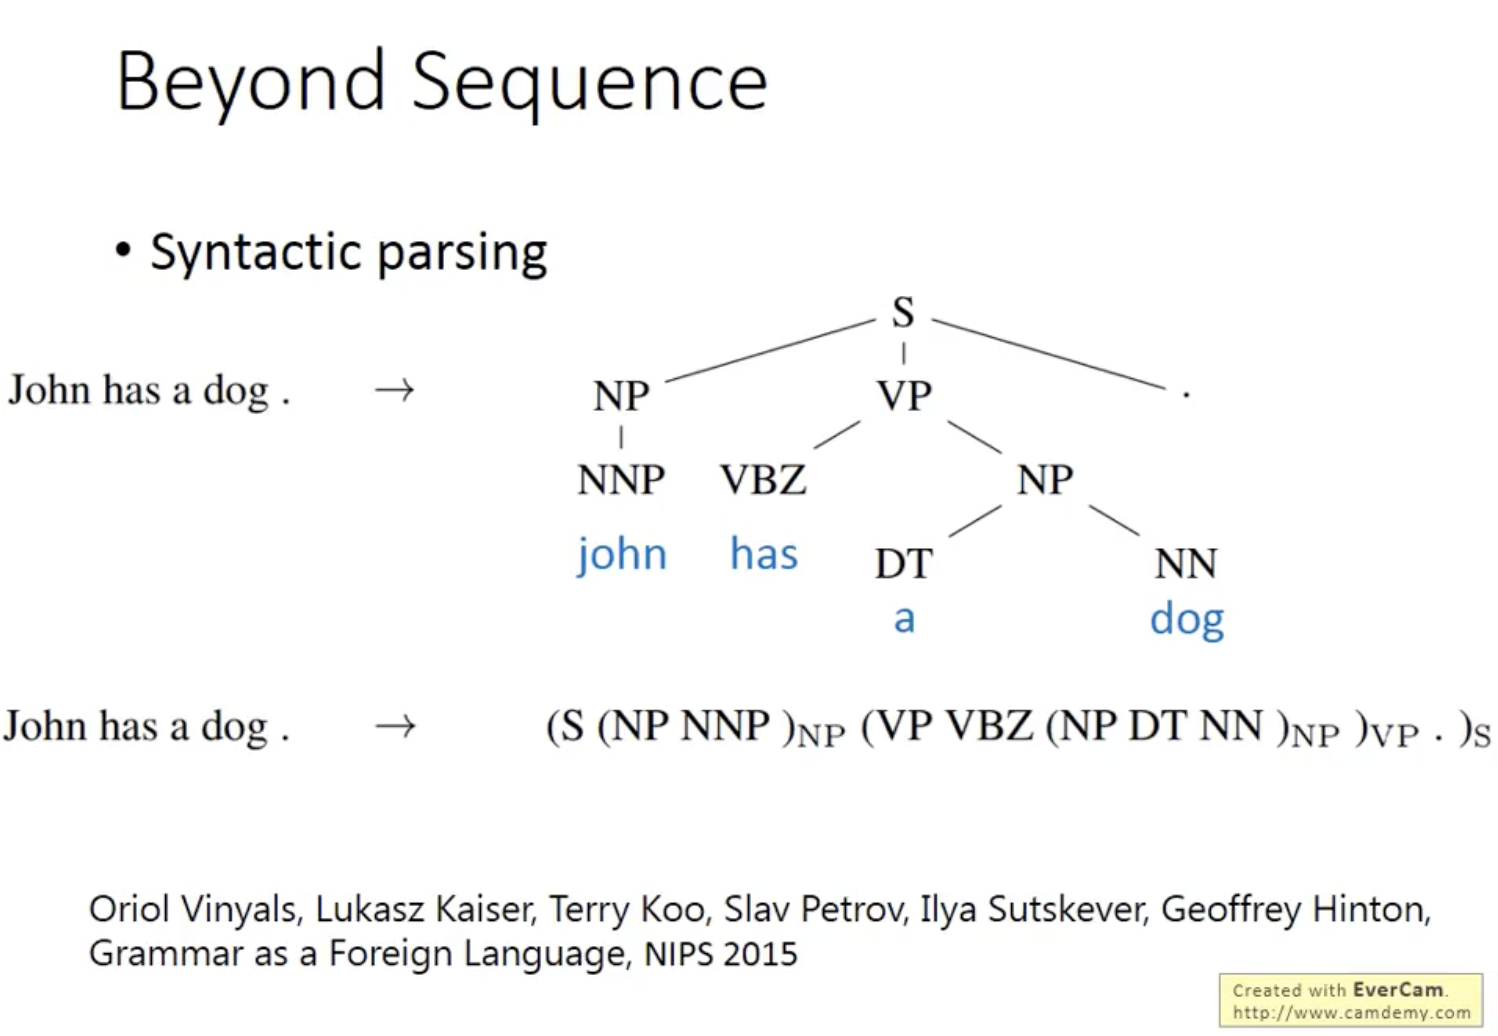 Beyond Sequence
• Syntactic parsing
S
John has a dog . → NP VP .
NNP VBZ NP
john has DT NN
a dog
John has a dog . → (S (NP NNP )NP (VP VBZ (NP DT NN )NP )VP . )S
Oriol Vinyals, Lukasz Kaiser, Terry Koo, Slav Petrov, Ilya Sutskever, Geoffrey Hinton,
Grammar as a Foreign Language, NIPS 2015
Created with EverCam.
http://www.camdemy.com